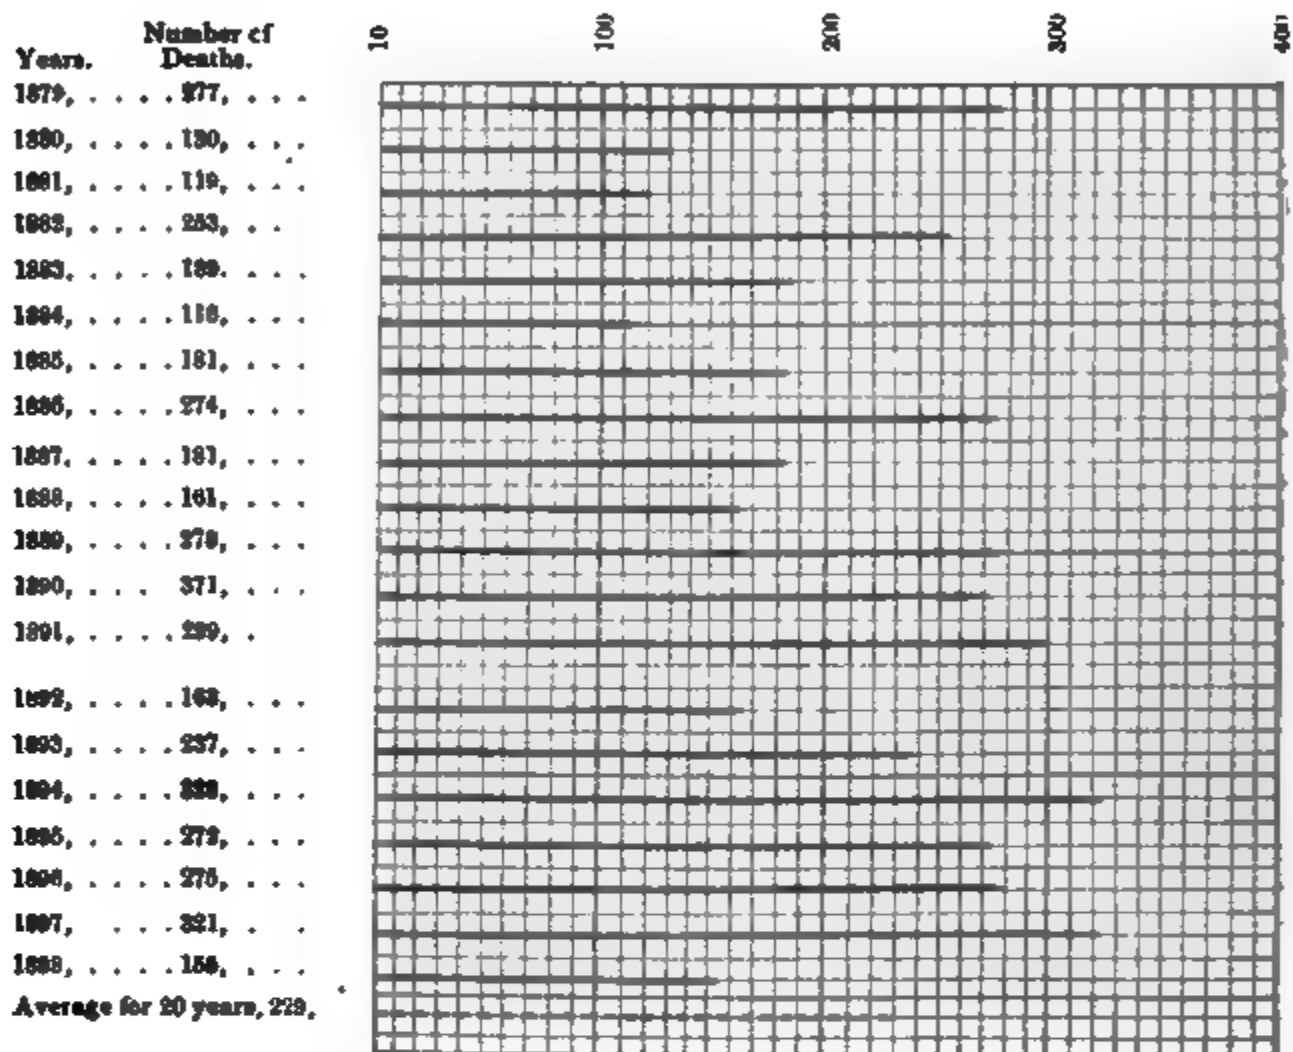 10 100 200 300 400
Years. Number of Deaths.
1879, . . . . 277, . . .
1880, . . . . 130, . . .
1881, . . . . 119, . . .
1882, . . . . 253, . .
1883. . . . . . . .
1884, . . . . . . .
1885, . . . . 181, . . .
1886, . . . . 274, . . .
1887. . . . . 181, . . .
1888, . . . . 161, . . .
1889, . . . . . . .
1890, . . . 371, . . .
1891, . . . . 299, .
1892, . . . . . . .
1893, . . . . 237, . . .
1894, . . . . . . .
1895, . . . . 272, . . .
1896, . . . . 275, . . .
1897, . . . 321, . .
1898, . . . . . . .
Average for 20 years, 229,